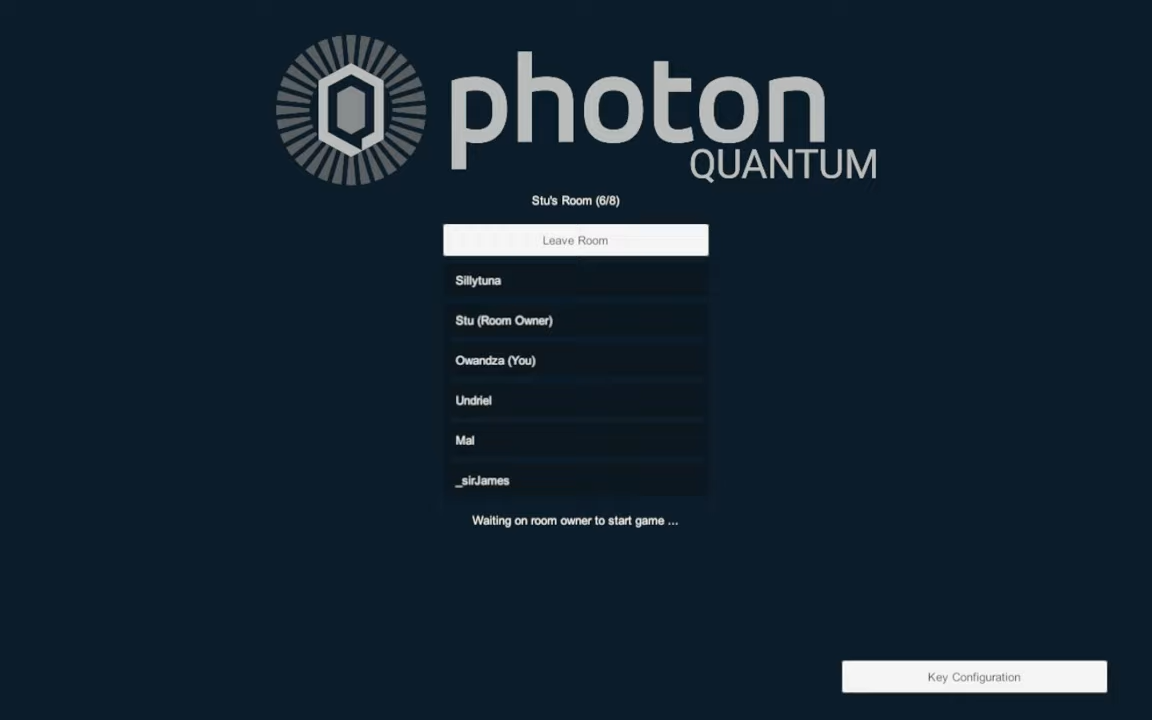 photon
QUANTUM
Stu's Room (6/8)
Leave Room
Sillytuna
Stu (Room Owner)
Owandza (You)
Undriel
Mal
_sirJames
Waiting on room owner to start game ...
Key Configuration